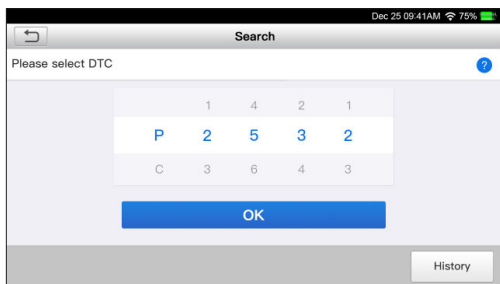 Dec 25 09:41AM 75%
Search
Please select DTC
?
1 4 2 1
P 2 5 3 2
C 3 6 4 3
OK
History